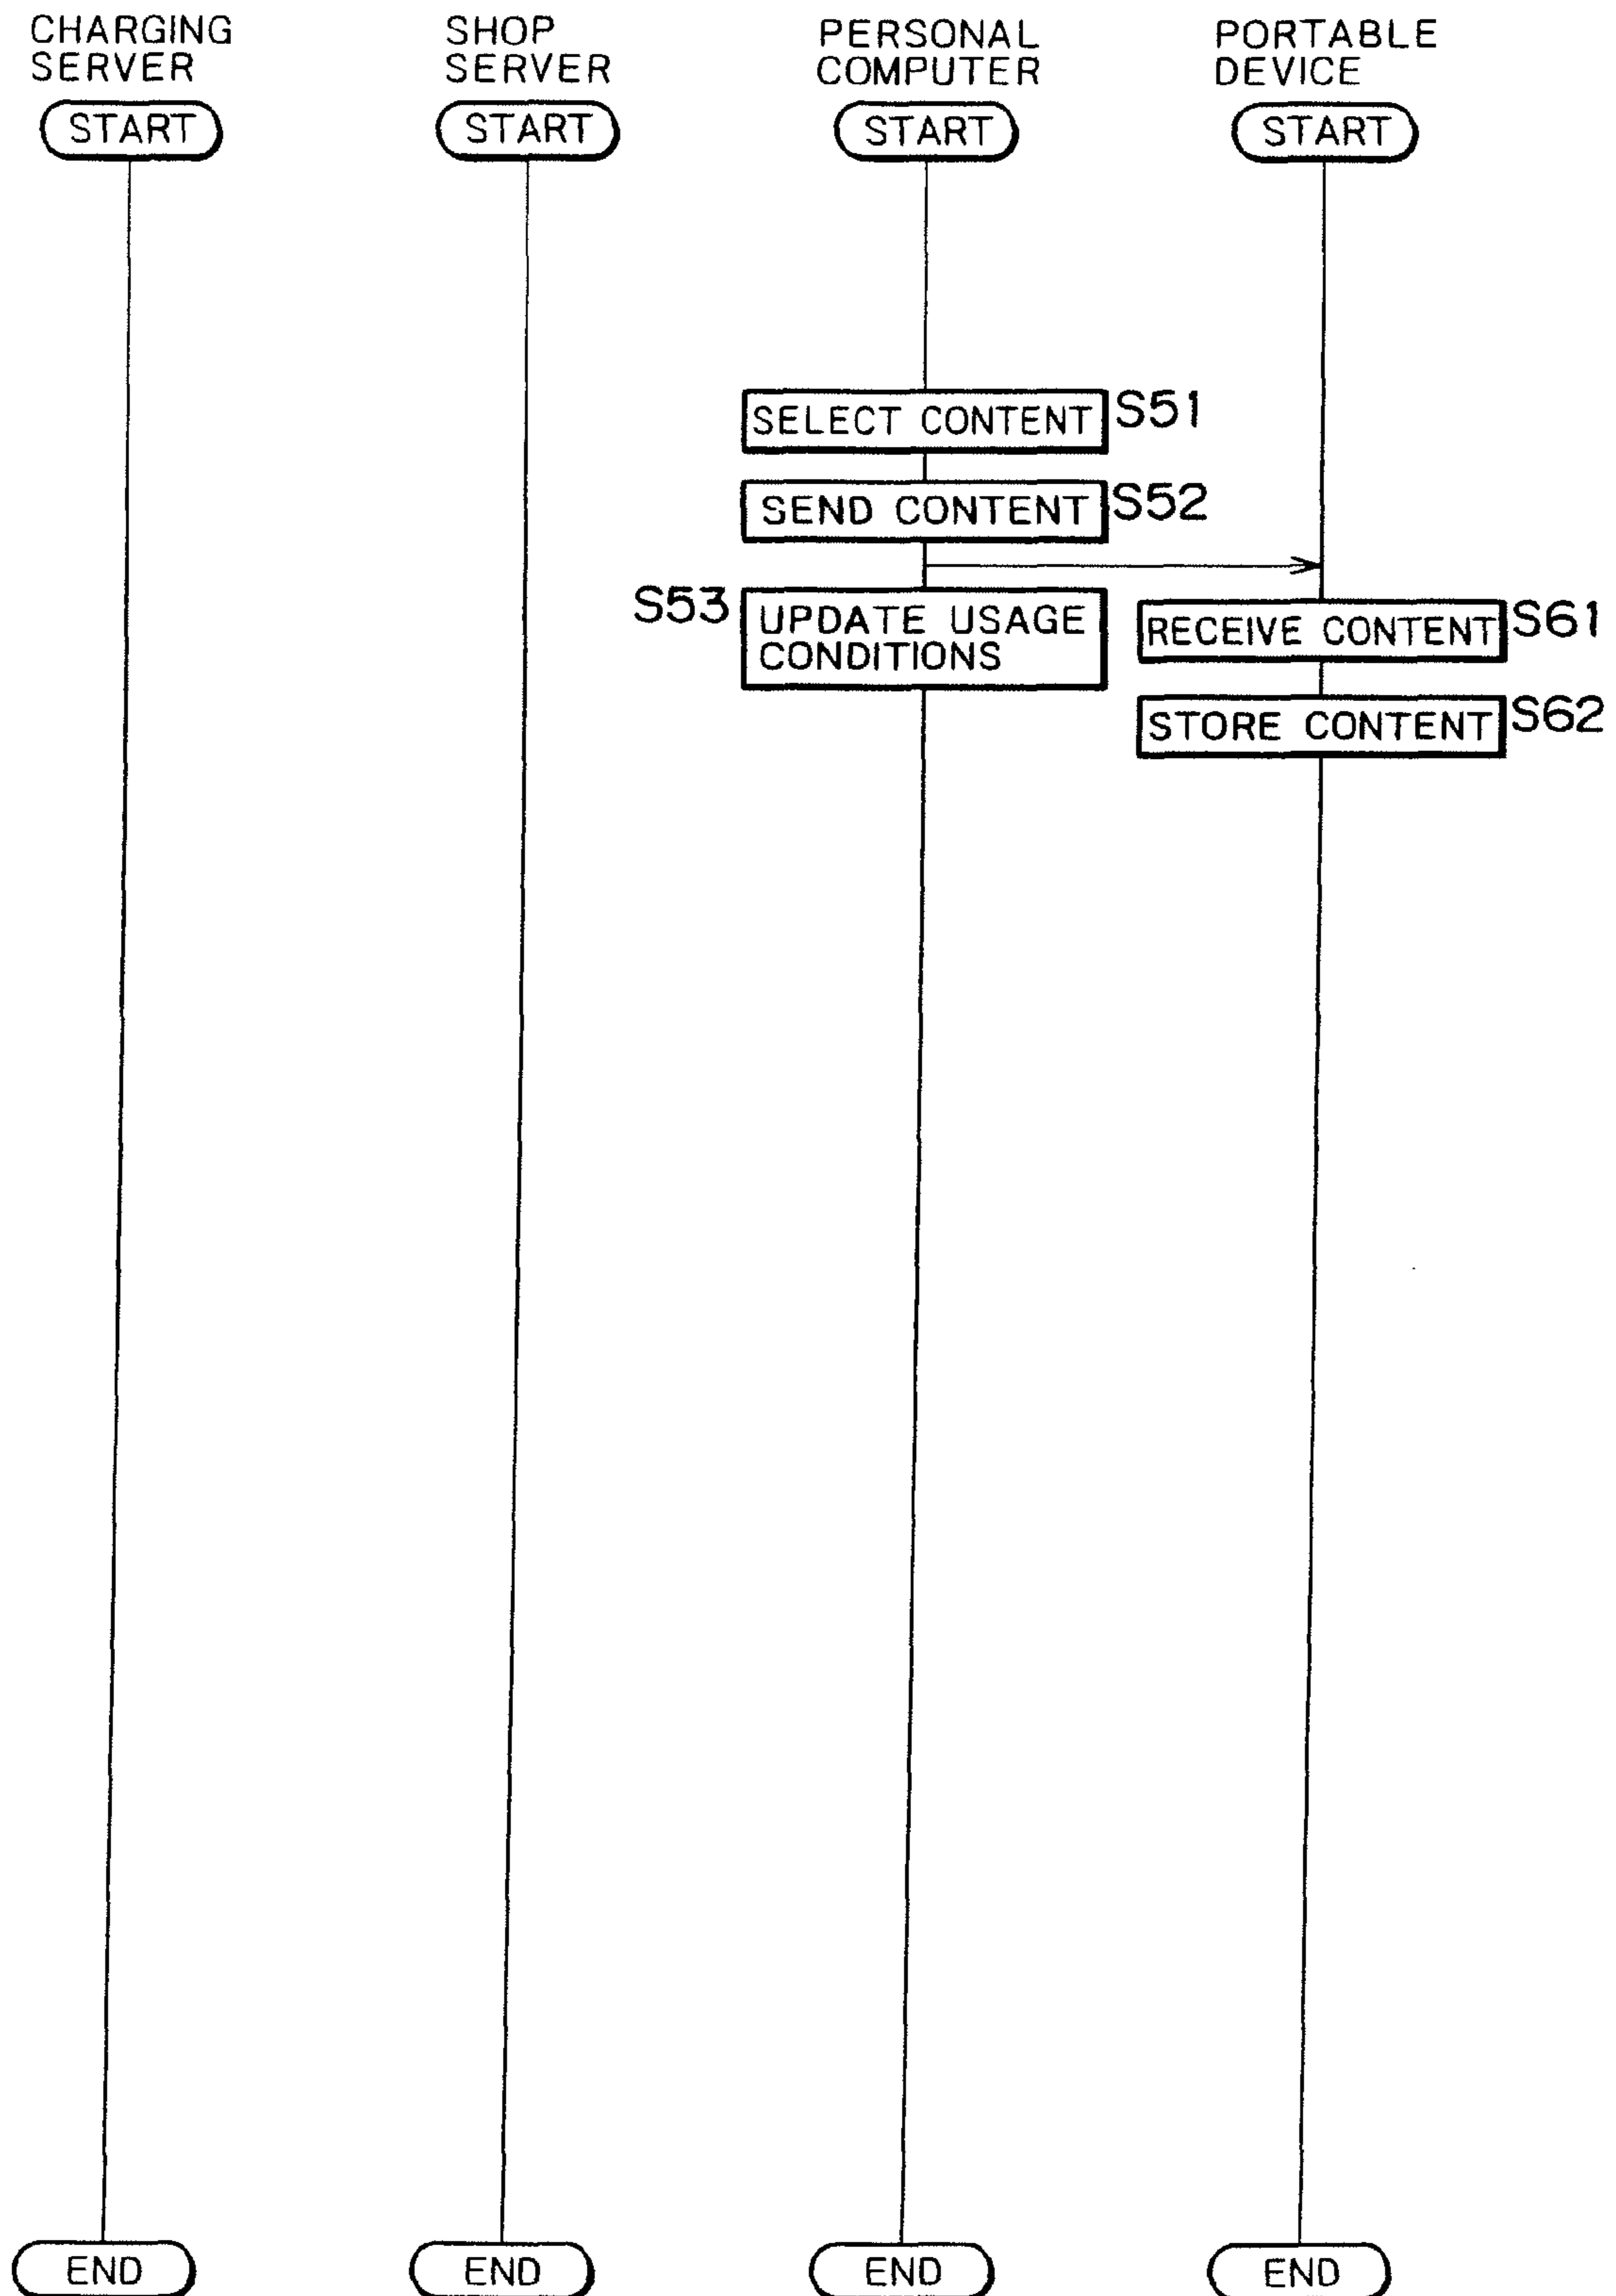 CHARGING
SERVER
SHOP
SERVER
PERSONAL
COMPUTER
PORTABLE
DEVICE
START
START
START
START
SELECT CONTENT
S51
SEND CONTENT
S52
S53
UPDATE USAGE
CONDITIONS
RECEIVE CONTENT
S61
STORE CONTENT
S62
END
END
END
END